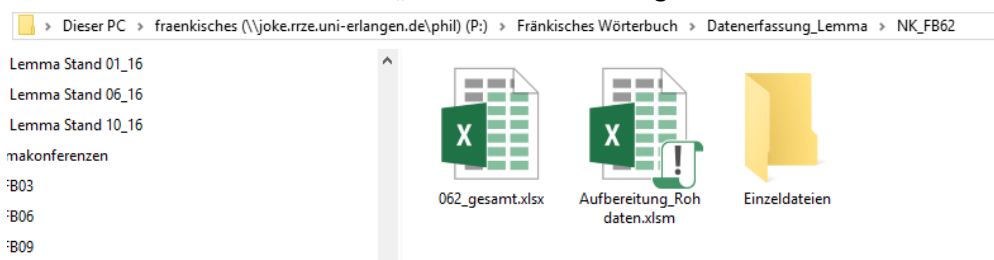 Dieser PC > fraenkisches (\\joke.rrze.uni-erlangen.de\phil) (P:) > Fränkisches Wörterbuch > Datenerfassung_Lemma > NK_FB62
Lemma Stand 01_16
Lemma Stand 06_16
Lemma Stand 10_16
makonferenzen
FB03
FB06
FB09
062_gesamt.xlsx
Aufbereitung_Roh
daten.xlsm
Einzeldateien